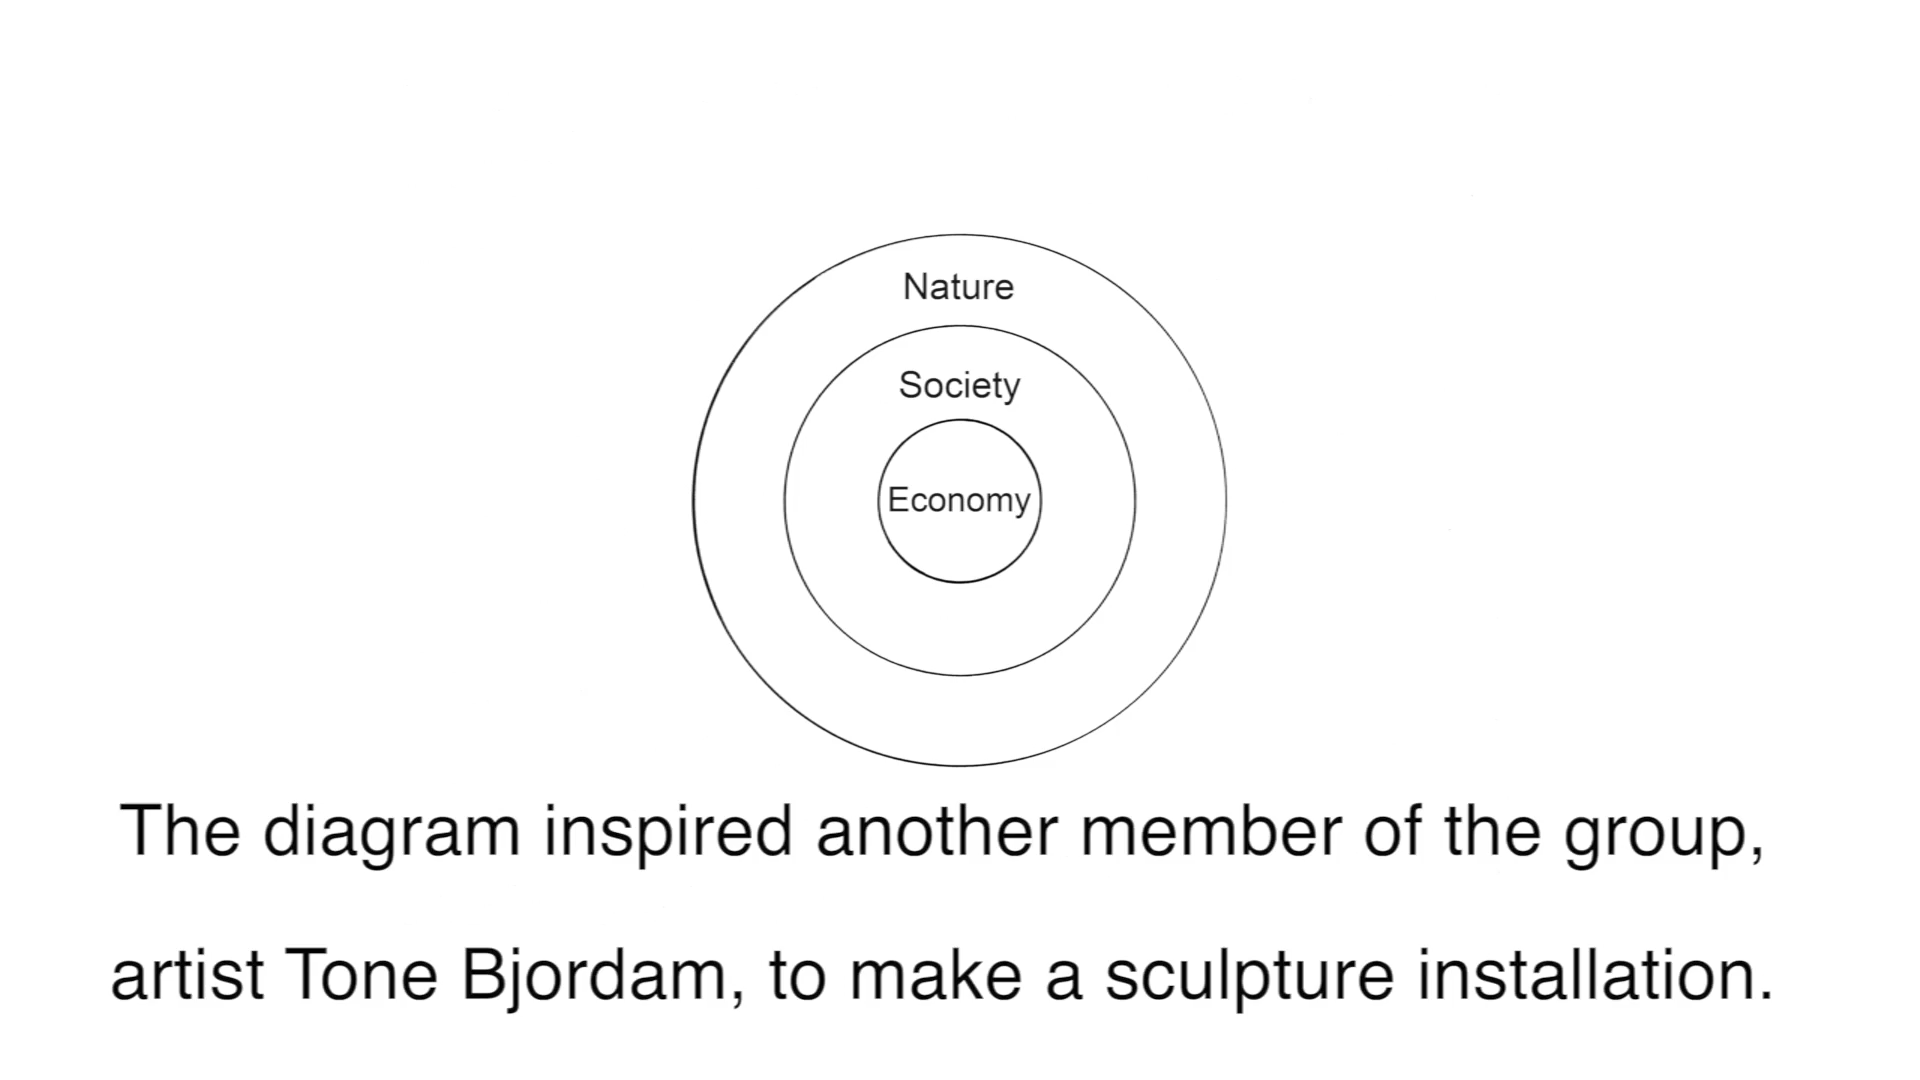 Nature
Society
Economy
The diagram inspired another member of the group,
artist Tone Bjordam, to make a sculpture installation.